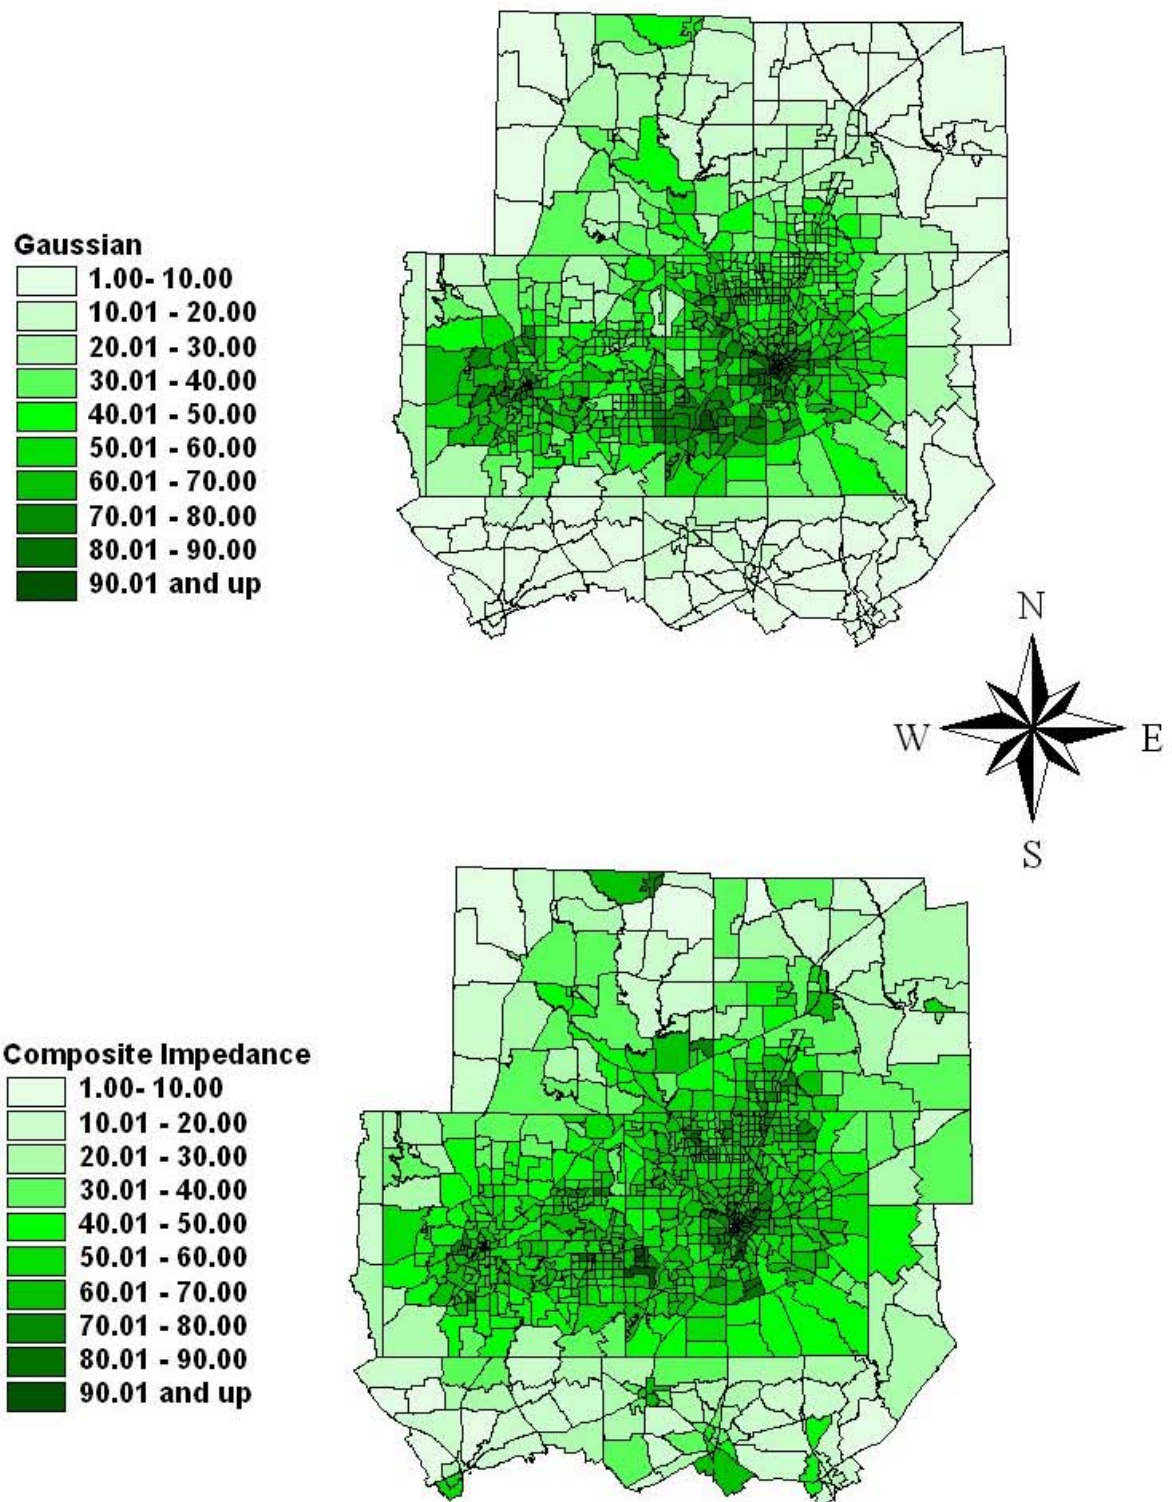 Gaussian
1.00- 10.00
10.01 - 20.00
20.01 - 30.00
30.01 - 40.00
40.01 - 50.00
50.01 - 60.00
60.01 - 70.00
70.01 - 80.00
80.01 - 90.00
90.01 and up
N
W E
S
Composite Impedance
1.00- 10.00
10.01 - 20.00
20.01 - 30.00
30.01 - 40.00
40.01 - 50.00
50.01 - 60.00
60.01 - 70.00
70.01 - 80.00
80.01 - 90.00
90.01 and up